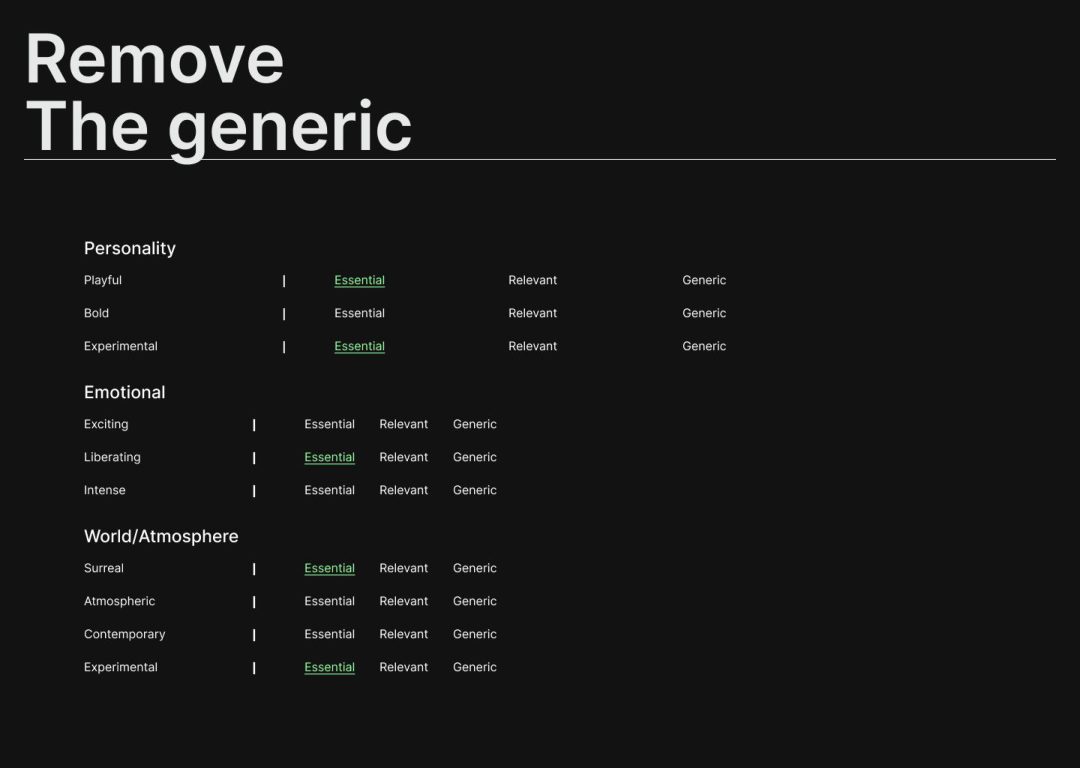 Remove
The generic
Personality
Playful | Essential Relevant Generic
Bold | Essential Relevant Generic
Experimental | Essential Relevant Generic
Emotional
Exciting | Essential Relevant Generic
Liberating | Essential Relevant Generic
Intense | Essential Relevant Generic
World/Atmosphere
Surreal | Essential Relevant Generic
Atmospheric | Essential Relevant Generic
Contemporary | Essential Relevant Generic
Experimental | Essential Relevant Generic